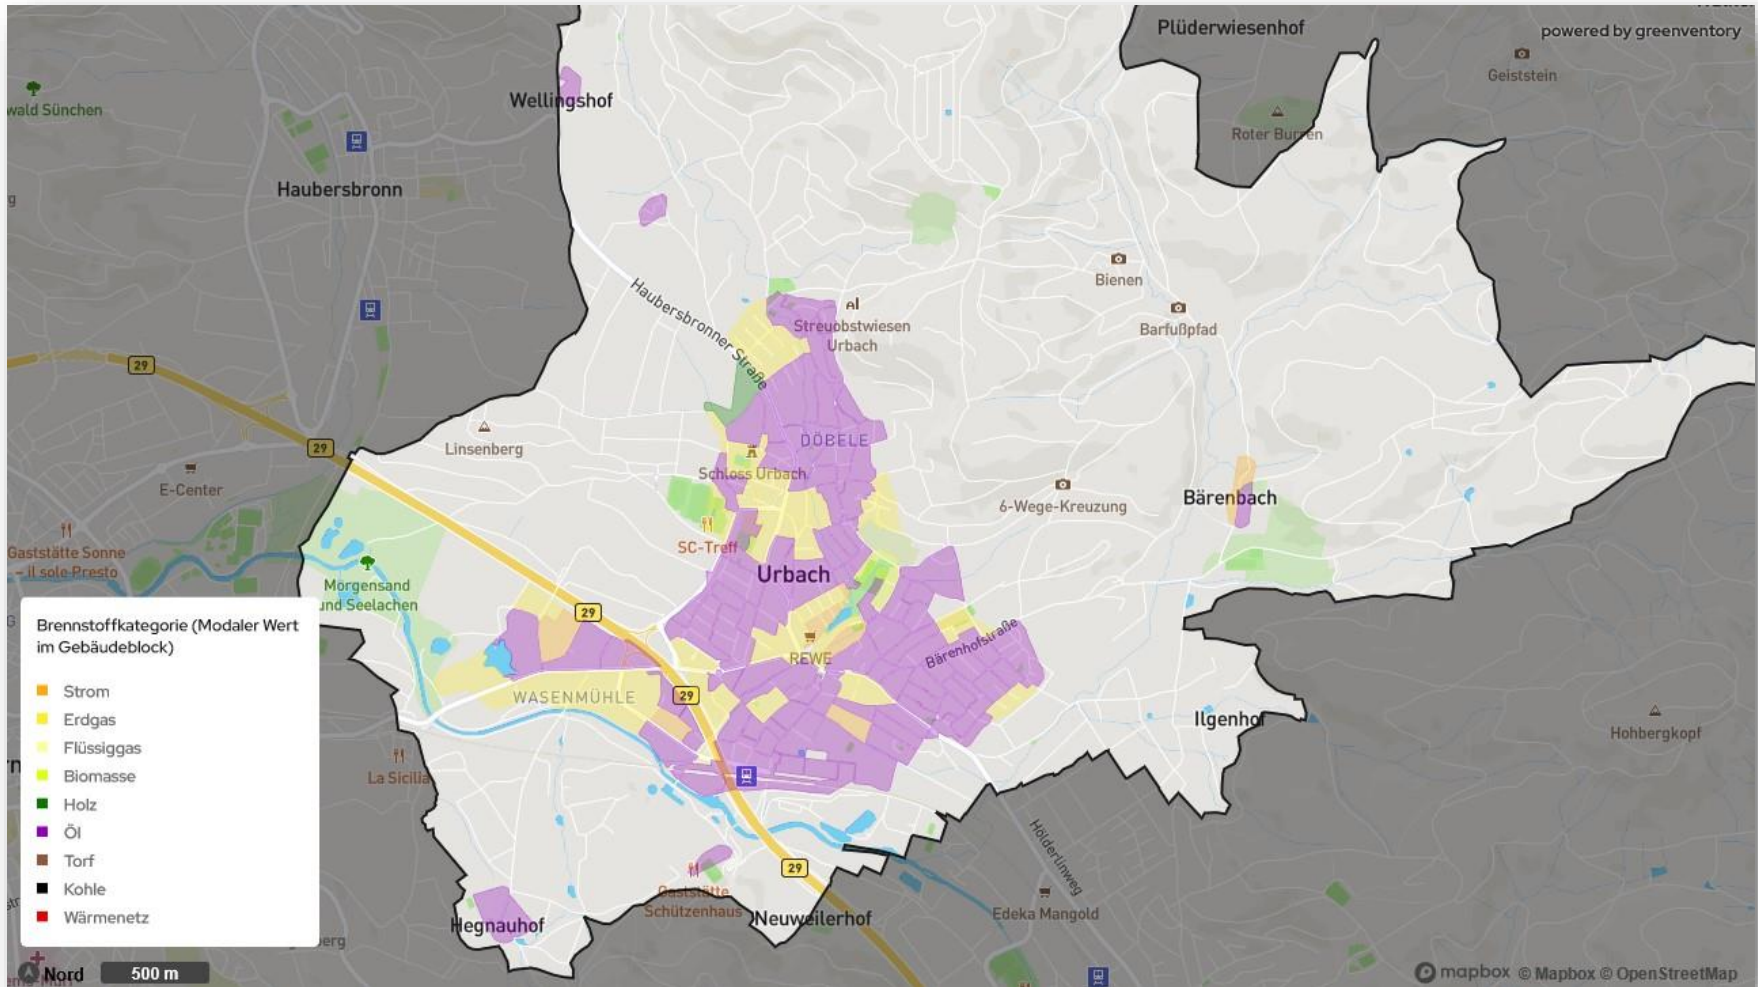 Plüderwiesenhof
powered by greenventory
Geiststein
wald Sünchen
Wellingshof
Roter Burren
Haubersbronn
Bienen
Haubersbronner Straße
Barfußpfad
Streuobstwiesen
Urbach
29
29
Linsenberg
DÖBELE
E-Center
Schloss Urbach
6-Wege-Kreuzung
Bärenbach
Gaststätte Sonne
– il sole Presto
SC-Treff
Urbach
Morgensand
und Seelachen
29
Bärenhofstraße
REWE
WASENMÜHLE
29
Ilgenhof
Hohbergkopf
La Sicilia
Hölderlinweg
29
Gaststätte
Schützenhaus
Neuweilerhof
Edeka Mangold
Hegnauhof
Brennstoffkategorie (Modaler Wert
im Gebäudeblock)
Strom
Erdgas
Flüssiggas
Biomasse
Holz
Öl
Torf
Kohle
Wärmenetz
berg
Nord
500 m
mapbox © Mapbox © OpenStreetMap